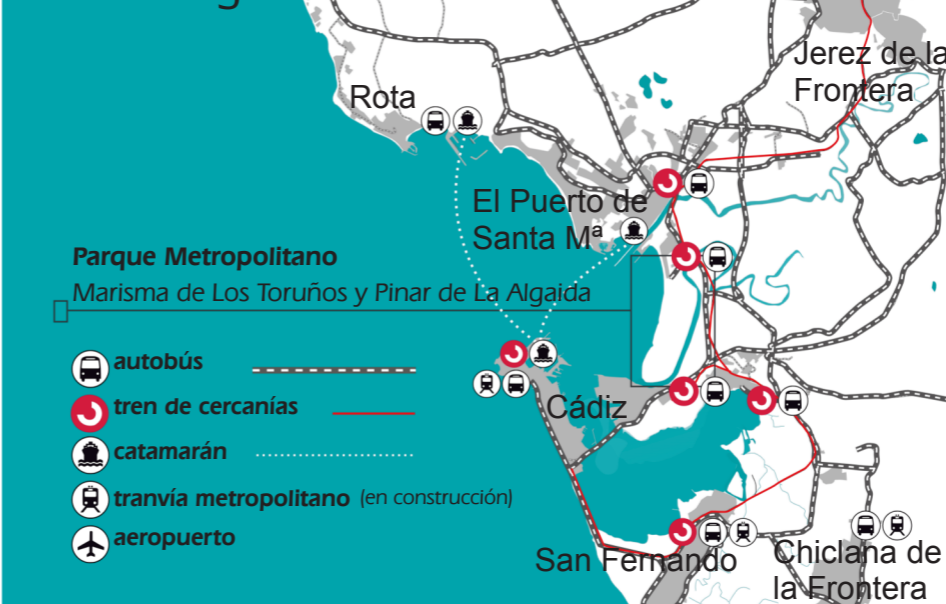 Jerez de la
Frontera
Rota
El Puerto de
Santa Mª
Parque Metropolitano
Marisma de Los Toruños y Pinar de La Algaida
autobús
tren de cercanías
catamarán
tranvía metropolitano (en construcción)
aeropuerto
Cádiz
San Fernando
Chiclana de
la Frontera